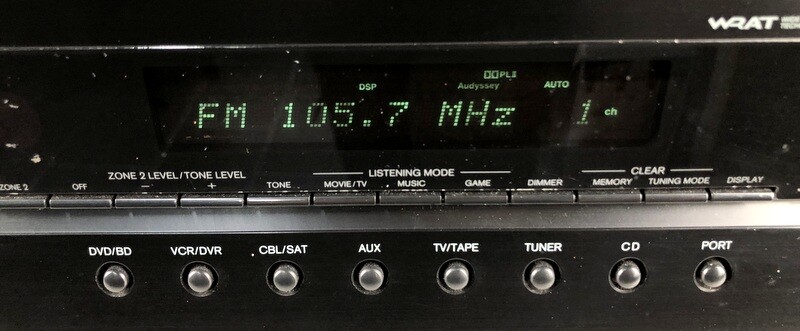 WRAT
DSP ▯▯PLII Audyssey AUTO
FM 105.7 MHz 1 ch
ZONE 2 LEVEL/TONE LEVEL LISTENING MODE CLEAR
ZONE 2 OFF − + TONE MOVIE/TV MUSIC GAME DIMMER MEMORY TUNING MODE DISPLAY
DVD/BD VCR/DVR CBL/SAT AUX TV/TAPE TUNER CD PORT